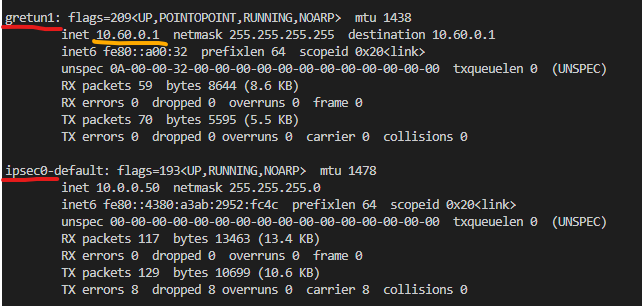 gretun1: flags=209<UP,POINTOPOINT,RUNNING,NOARP> mtu 1438
inet 10.60.0.1 netmask 255.255.255.255 destination 10.60.0.1
inet6 fe80::a00:32 prefixlen 64 scopeid 0x20<link>
unspec 0A-00-00-32-00-00-00-00-00-00-00-00-00-00-00-00 txqueuelen 0 (UNSPEC)
RX packets 59 bytes 8644 (8.6 KB)
RX errors 0 dropped 0 overruns 0 frame 0
TX packets 70 bytes 5595 (5.5 KB)
TX errors 0 dropped 0 overruns 0 carrier 0 collisions 0
ipsec0-default: flags=193<UP,RUNNING,NOARP> mtu 1478
inet 10.0.0.50 netmask 255.255.255.0
inet6 fe80::4380:a3ab:2952:fc4c prefixlen 64 scopeid 0x20<link>
unspec 00-00-00-00-00-00-00-00-00-00-00-00-00-00-00-00 txqueuelen 0 (UNSPEC)
RX packets 117 bytes 13463 (13.4 KB)
RX errors 0 dropped 0 overruns 0 frame 0
TX packets 129 bytes 10699 (10.6 KB)
TX errors 8 dropped 8 overruns 0 carrier 8 collisions 0